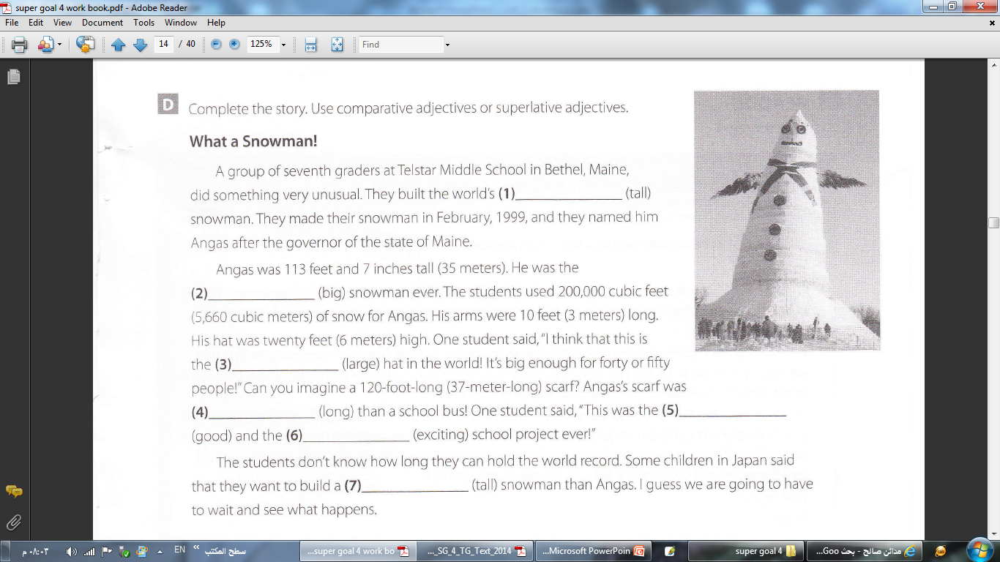 super goal 4 work book.pdf - Adobe Reader
File Edit View Document Tools Window Help
14 / 40 125% Find
D Complete the story. Use comparative adjectives or superlative adjectives.
What a Snowman!
A group of seventh graders at Telstar Middle School in Bethel, Maine,
did something very unusual. They built the world's (1)_______________ (tall)
snowman. They made their snowman in February, 1999, and they named him
Angas after the governor of the state of Maine.
Angas was 113 feet and 7 inches tall (35 meters). He was the
(2)_______________ (big) snowman ever. The students used 200,000 cubic feet
(5,660 cubic meters) of snow for Angas. His arms were 10 feet (3 meters) long.
His hat was twenty feet (6 meters) high. One student said, "I think that this is
the (3)_______________ (large) hat in the world! It's big enough for forty or fifty
people!" Can you imagine a 120-foot-long (37-meter-long) scarf? Angas's scarf was
(4)_______________ (long) than a school bus! One student said, "This was the (5)_______________
(good) and the (6)_______________ (exciting) school project ever!"
The students don't know how long they can hold the world record. Some children in Japan said
that they want to build a (7)_______________ (tall) snowman than Angas. I guess we are going to have
to wait and see what happens.
٠٨:٠٣ م EN سطح المكتب ...super goal 4 work bo ..._SG_4_TG_Text_2014 ...Microsoft PowerPoin super goal 4 مدائن صالح - بحث Goo...